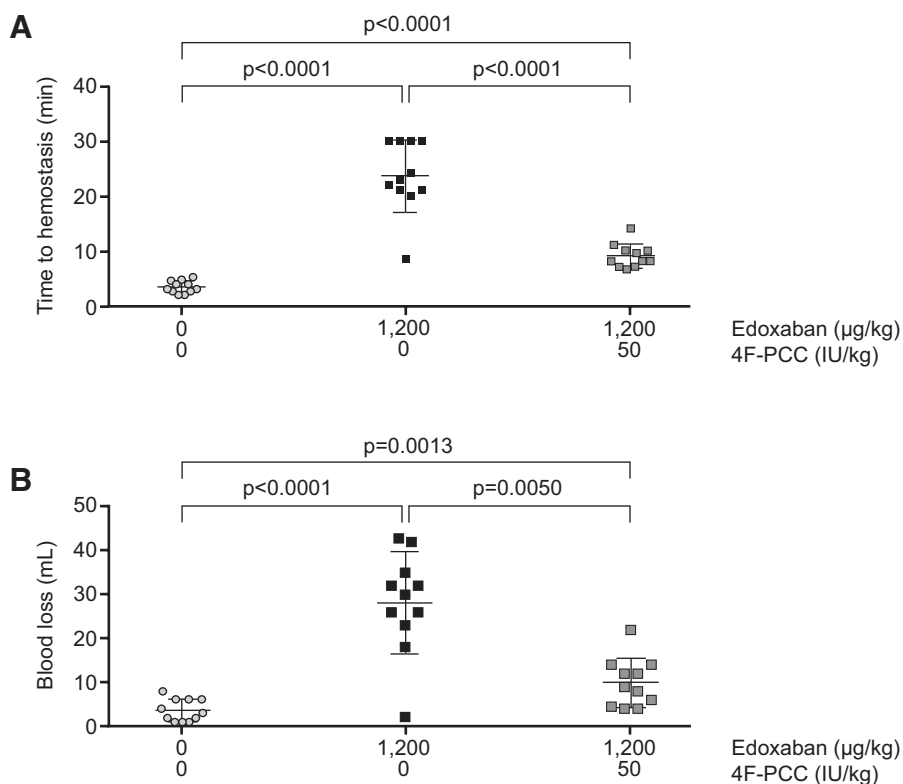 A
p<0.0001
p<0.0001 p<0.0001
Time to hemostasis (min)
40
30
20
10
0
0 1,200 1,200 Edoxaban (µg/kg)
0 0 50 4F-PCC (IU/kg)
B
p=0.0013
p<0.0001 p=0.0050
Blood loss (mL)
50
40
30
20
10
0
0 1,200 1,200 Edoxaban (µg/kg)
0 0 50 4F-PCC (IU/kg)